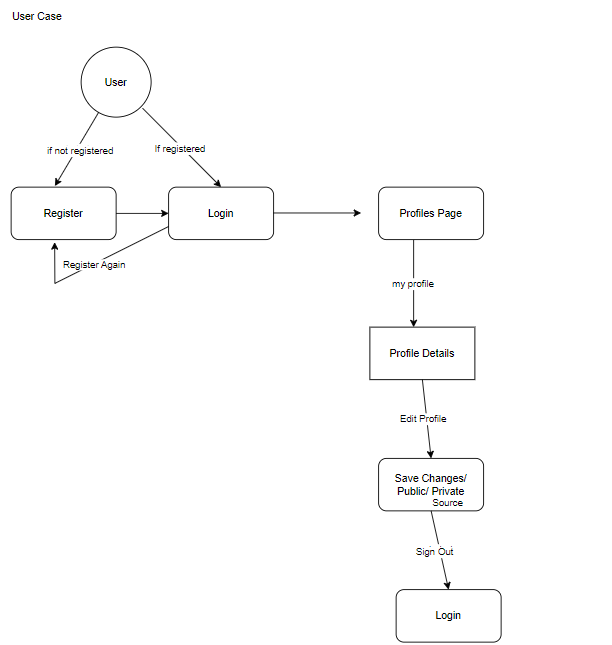 User Case
User
if not registered
If registered
Register
Login
Profiles Page
Register Again
my profile
Profile Details
Edit Profile
Save Changes/
Public/ Private
Source
Sign Out
Login